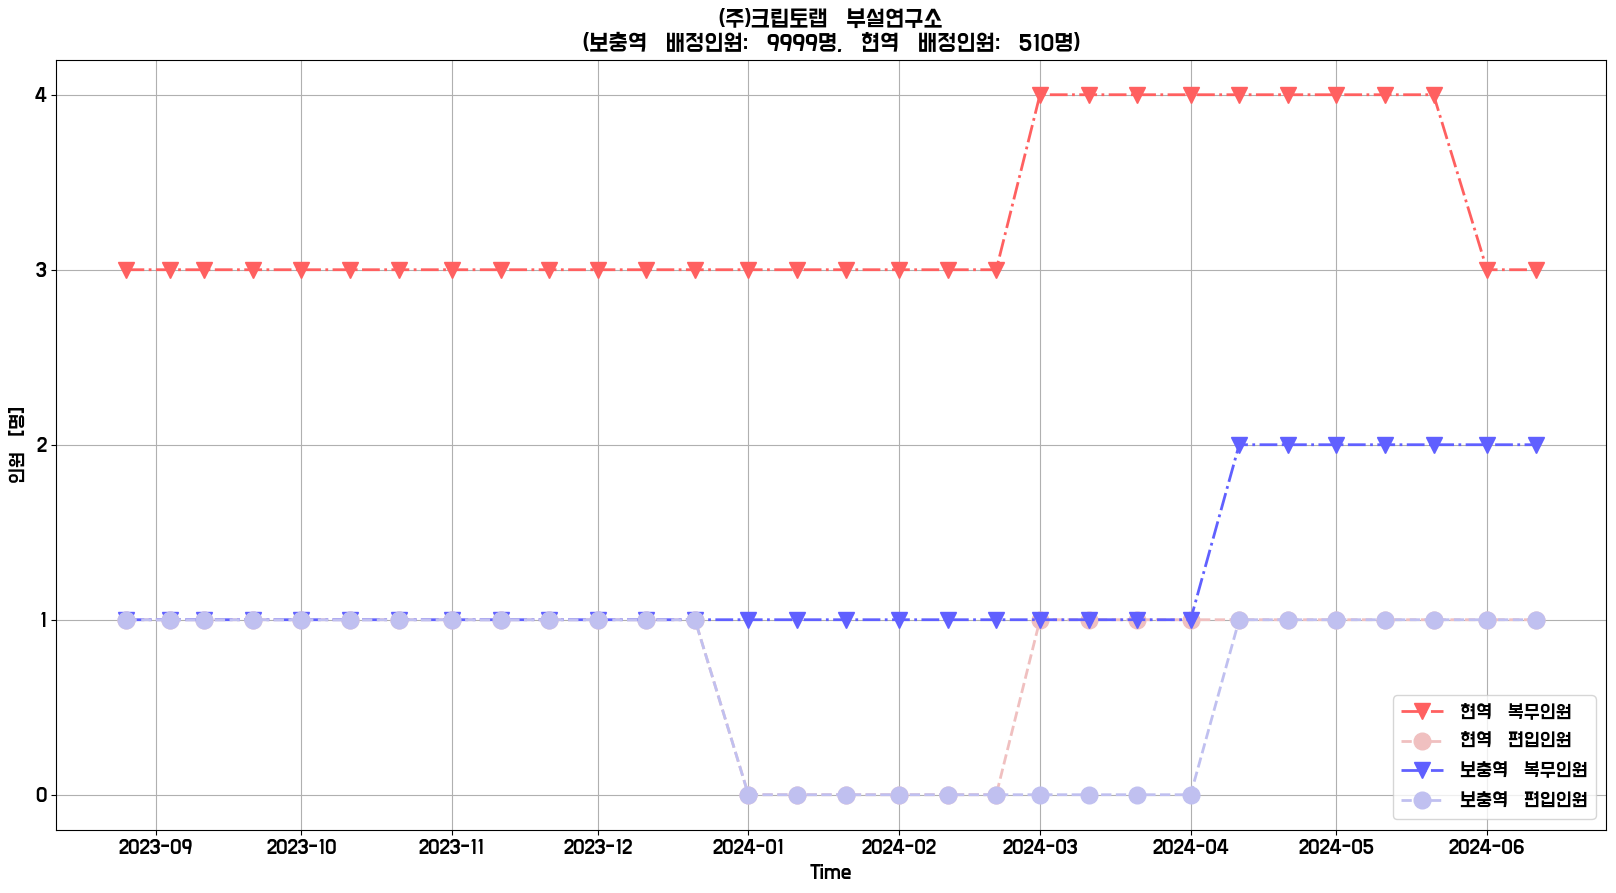 (주)크립토랩 부설연구소
(보충역 배정인원: 9999명, 현역 배정인원: 510명)
인원 [명]
4
3
2
1
0
2023-09 2023-10 2023-11 2023-12 2024-01 2024-02 2024-03 2024-04 2024-05 2024-06
Time
현역 복무인원
현역 편입인원
보충역 복무인원
보충역 편입인원